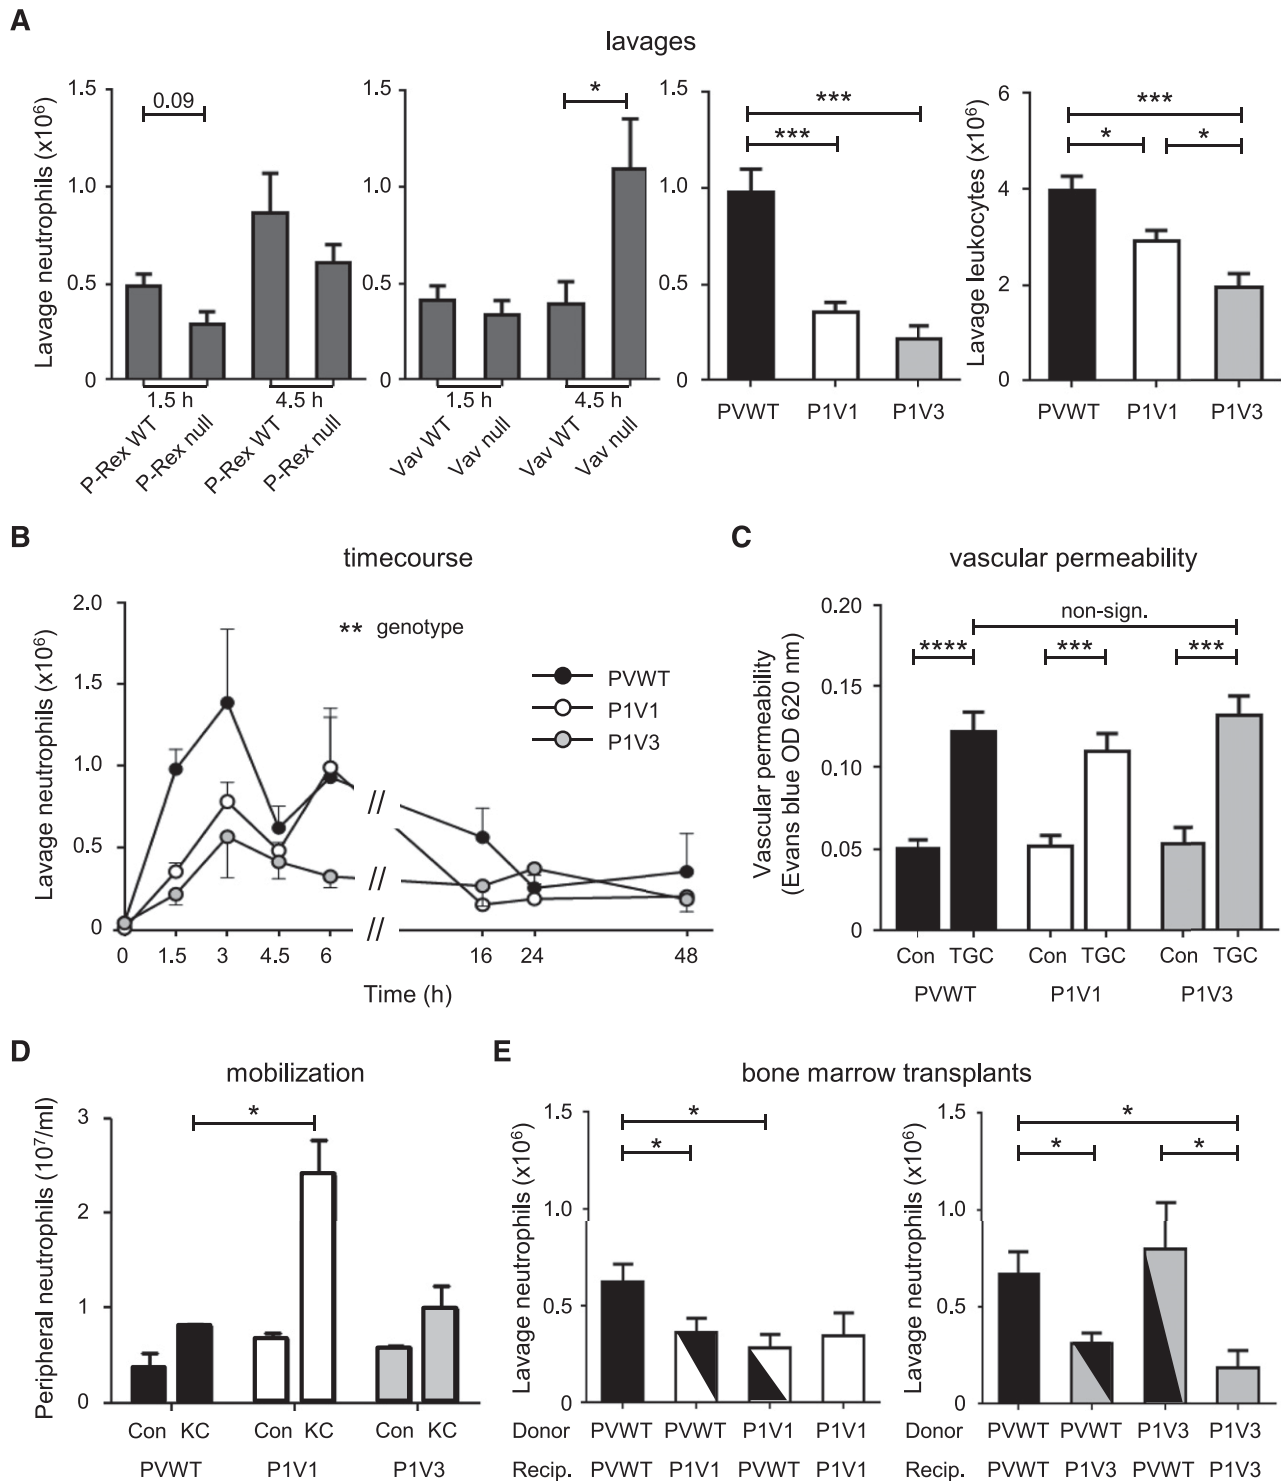 A
lavages
Lavage neutrophils (x10⁶)
1.5
1.0
0.5
0
0.09
1.5 h
4.5 h
P-Rex WT
P-Rex null
P-Rex WT
P-Rex null
1.5
1.0
0.5
0
*
1.5 h
4.5 h
Vav WT
Vav null
Vav WT
Vav null
1.5
1.0
0.5
0
***
***
PVWT P1V1 P1V3
Lavage leukocytes (x10⁶)
6
4
2
0
***
* *
PVWT P1V1 P1V3
B
timecourse
Lavage neutrophils (x10⁶)
2.0
1.5
1.0
0.5
0
** genotype
PVWT
P1V1
P1V3
//
//
//
0 1.5 3 4.5 6 16 24 48
Time (h)
C
vascular permeability
Vascular permeability
(Evans blue OD 620 nm)
0.20
0.15
0.10
0.05
0
non-sign.
**** *** ***
Con TGC Con TGC Con TGC
PVWT P1V1 P1V3
D
mobilization
Peripheral neutrophils (10⁷/ml)
3
2
1
0
*
Con KC Con KC Con KC
PVWT P1V1 P1V3
E
bone marrow transplants
Lavage neutrophils (x10⁶)
1.5
1.0
0.5
0
*
*
Donor PVWT PVWT P1V1 P1V1
Recip. PVWT P1V1 PVWT P1V1
Lavage neutrophils (x10⁶)
1.5
1.0
0.5
0
*
* *
Donor PVWT PVWT P1V3 P1V3
Recip. PVWT P1V3 PVWT P1V3